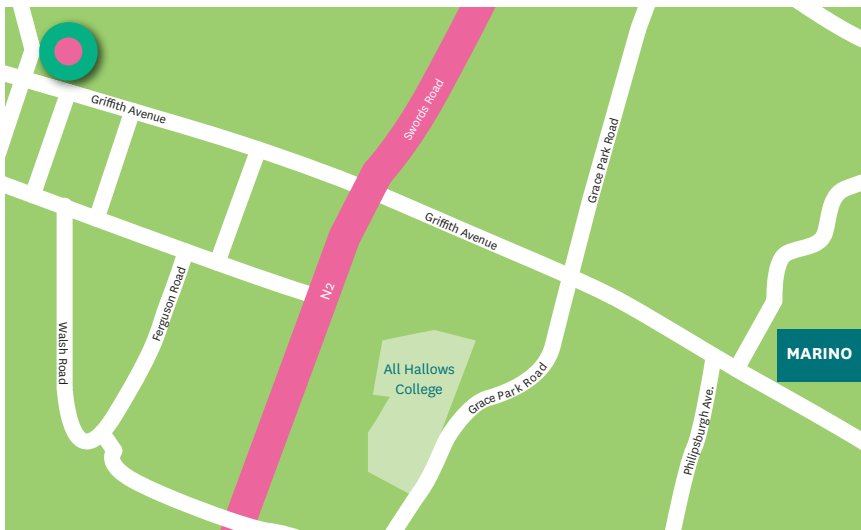 Griffith Avenue
Swords Road
Grace Park Road
Griffith Avenue
N2
Ferguson Road
Walsh Road
MARINO
All Hallows
College
Grace Park Road
Philipsburgh Ave.